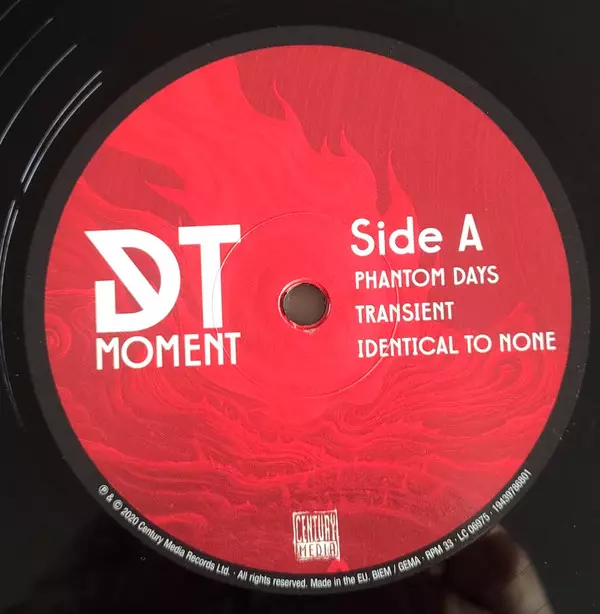 DT
MOMENT
Side A
PHANTOM DAYS
TRANSIENT
IDENTICAL TO NONE
CENTURY
MEDIA
℗ & © 2020 Century Media Records Ltd. · All rights reserved. Made in the EU. BIEM / GEMA · RPM 33 · LC 06975 · 19439786801